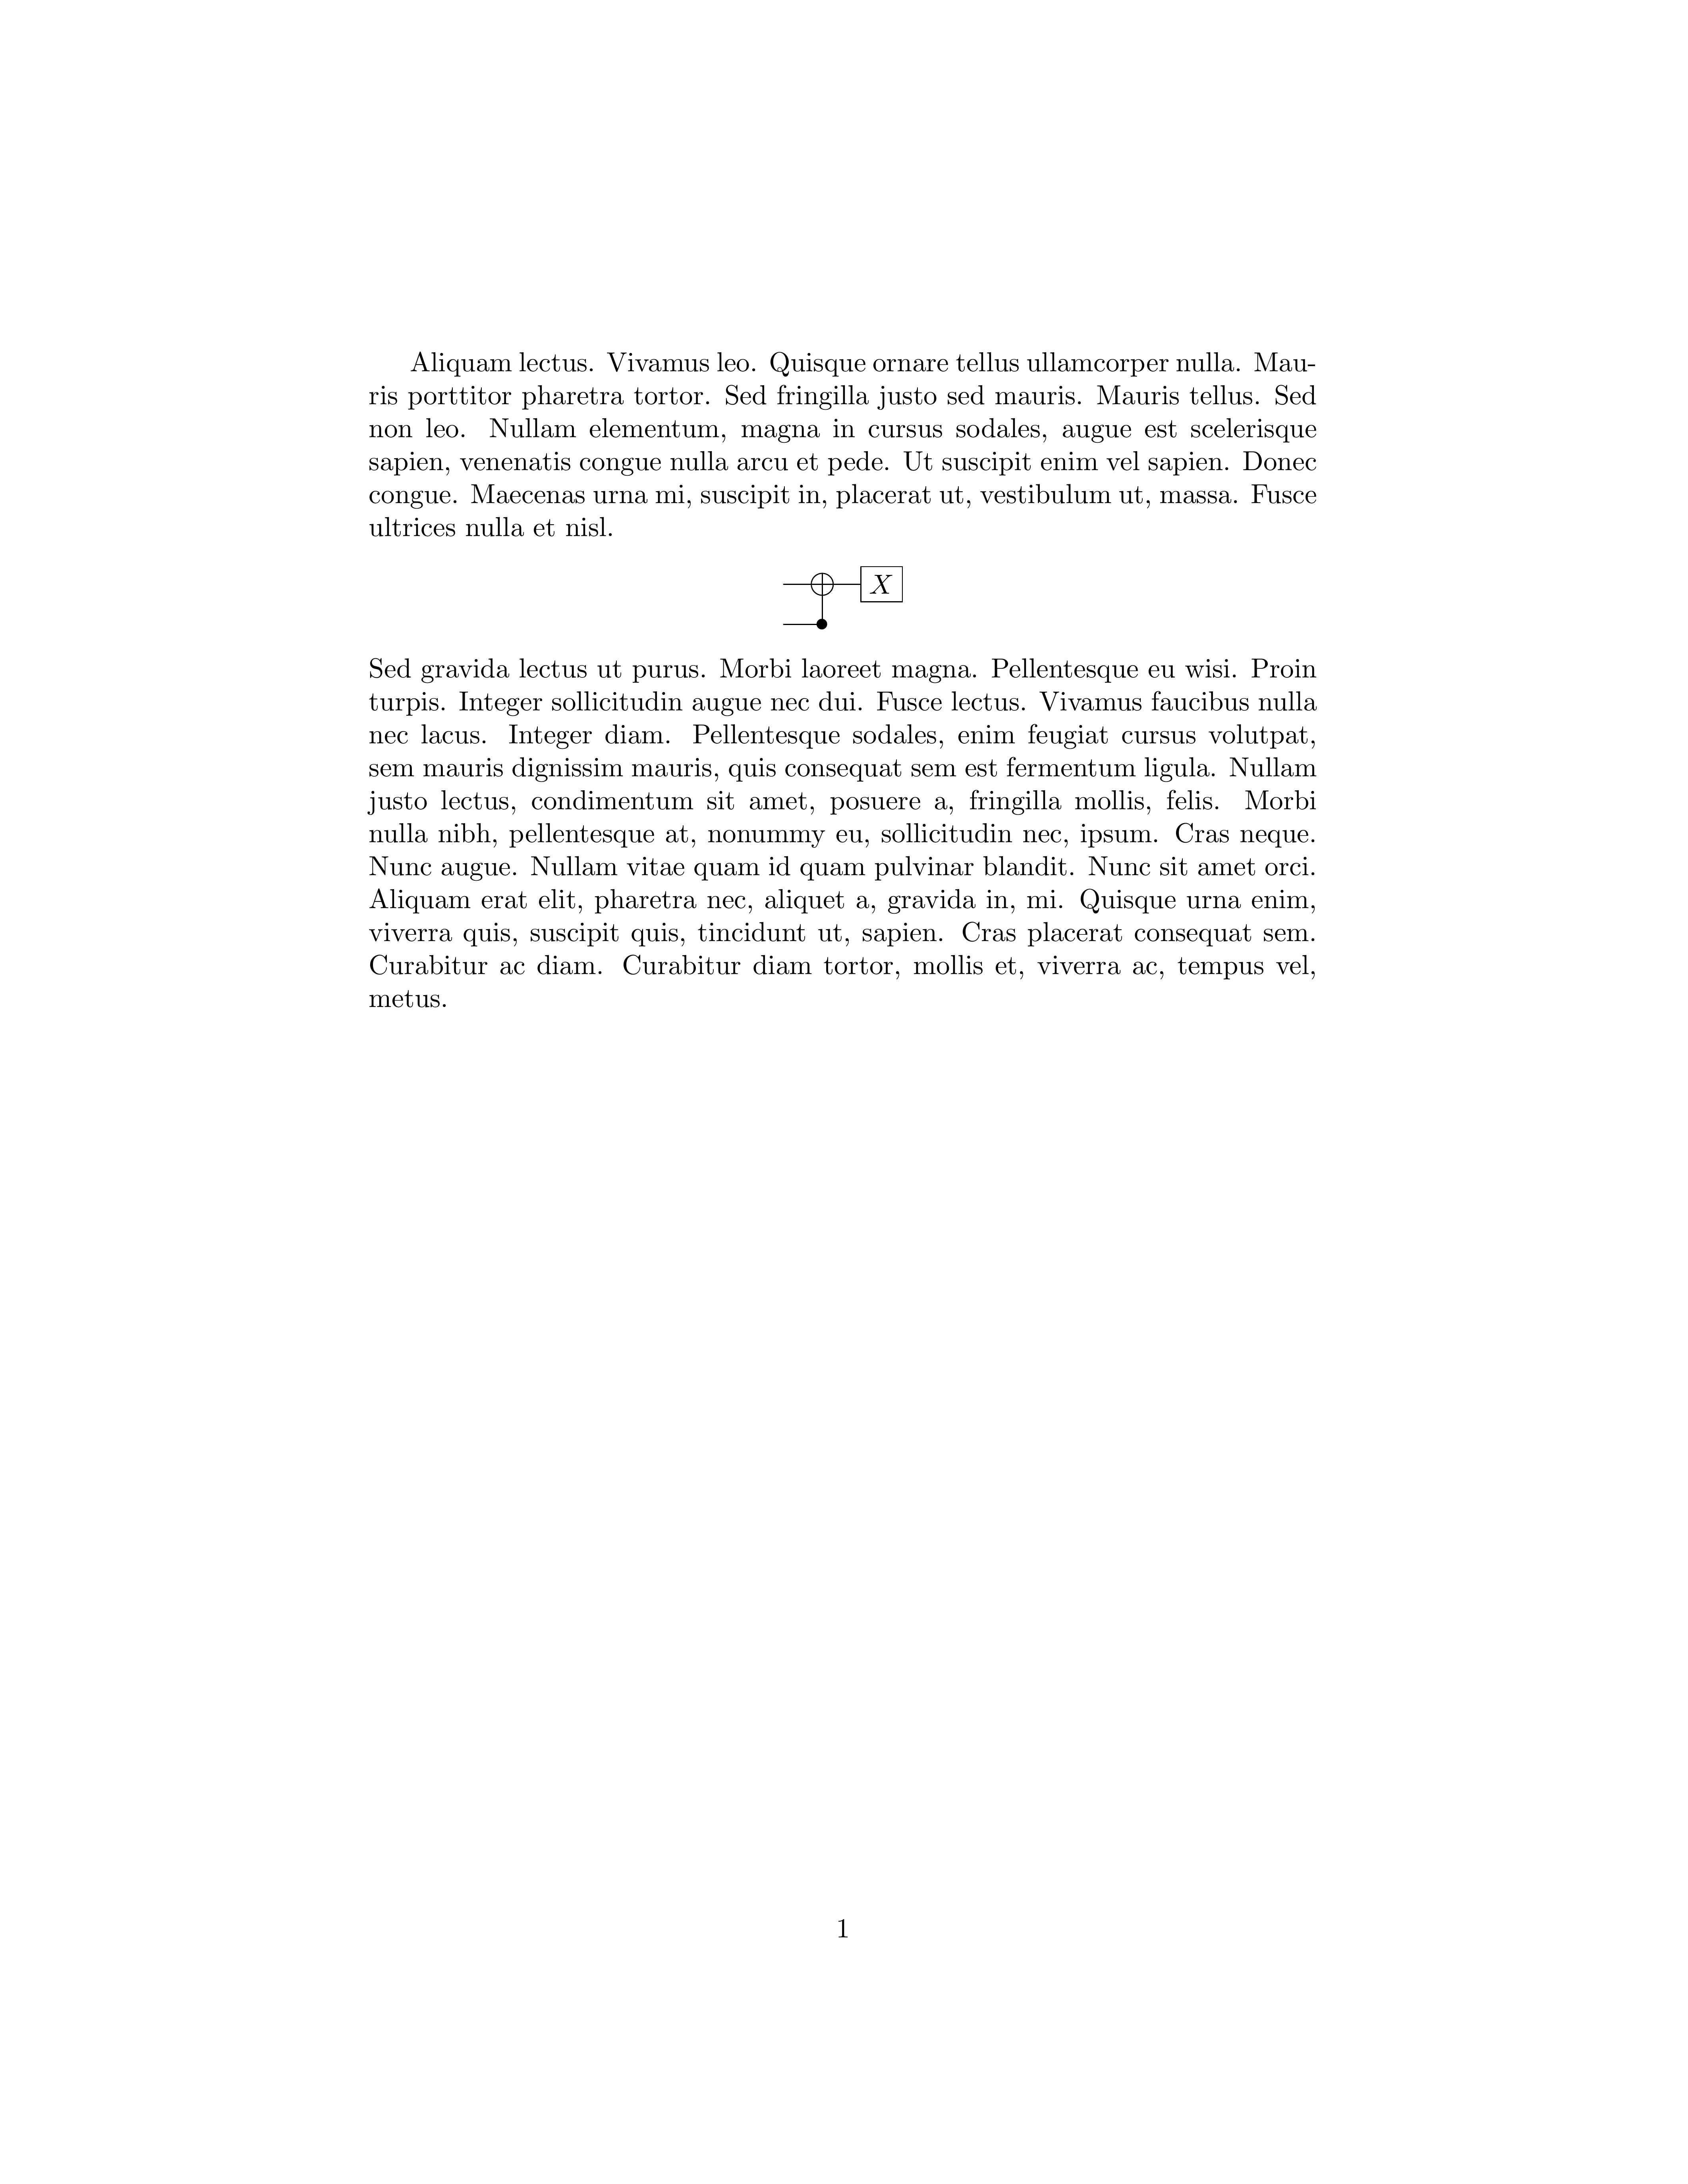 Aliquam lectus. Vivamus leo. Quisque ornare tellus ullamcorper nulla. Mau-
ris porttitor pharetra tortor. Sed fringilla justo sed mauris. Mauris tellus. Sed
non leo. Nullam elementum, magna in cursus sodales, augue est scelerisque
sapien, venenatis congue nulla arcu et pede. Ut suscipit enim vel sapien. Donec
congue. Maecenas urna mi, suscipit in, placerat ut, vestibulum ut, massa. Fusce
ultrices nulla et nisl.
X
Sed gravida lectus ut purus. Morbi laoreet magna. Pellentesque eu wisi. Proin
turpis. Integer sollicitudin augue nec dui. Fusce lectus. Vivamus faucibus nulla
nec lacus. Integer diam. Pellentesque sodales, enim feugiat cursus volutpat,
sem mauris dignissim mauris, quis consequat sem est fermentum ligula. Nullam
justo lectus, condimentum sit amet, posuere a, fringilla mollis, felis. Morbi
nulla nibh, pellentesque at, nonummy eu, sollicitudin nec, ipsum. Cras neque.
Nunc augue. Nullam vitae quam id quam pulvinar blandit. Nunc sit amet orci.
Aliquam erat elit, pharetra nec, aliquet a, gravida in, mi. Quisque urna enim,
viverra quis, suscipit quis, tincidunt ut, sapien. Cras placerat consequat sem.
Curabitur ac diam. Curabitur diam tortor, mollis et, viverra ac, tempus vel,
metus.
1